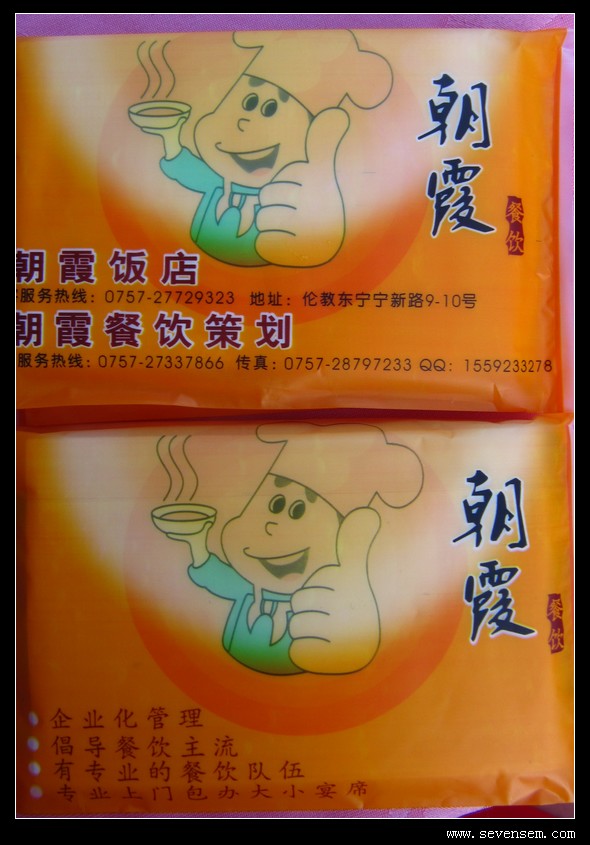 朝霞
餐饮
朝霞饭店
服务热线：0757-27729323 地址：伦教东宁宁新路9-10号
朝霞餐饮策划
服务热线：0757-27337866 传真：0757-28797233 QQ：1559233278
朝霞
餐饮
企业化管理
倡导餐饮主流
有专业的餐饮队伍
专业上门包办大小宴席
www.sevensem.com